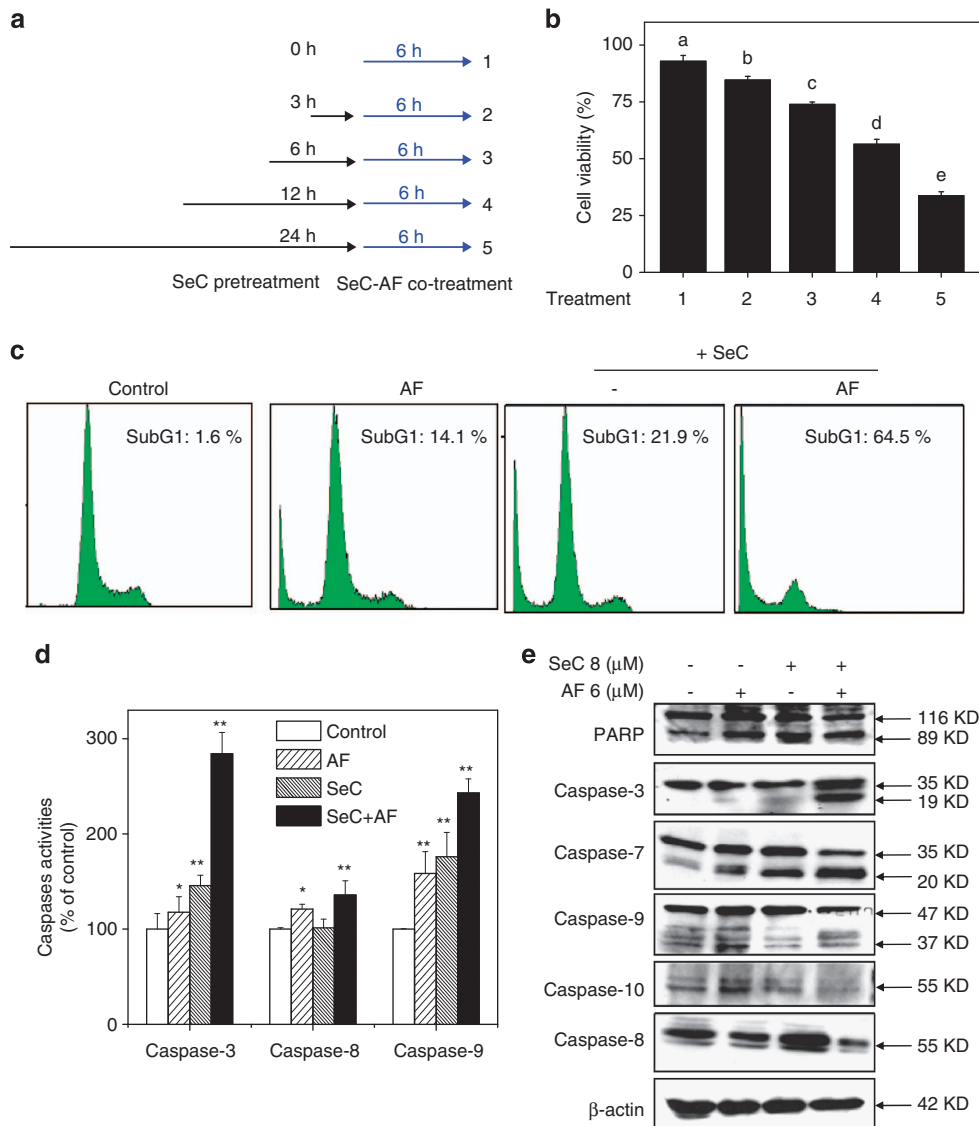 a
0 h
6 h
1
3 h
6 h
2
6 h
6 h
3
12 h
6 h
4
24 h
6 h
5
SeC pretreatment
SeC-AF co-treatment
b
Cell viability (%)
100
75
50
25
0
a
b
c
d
e
Treatment 1 2 3 4 5
c
+ SeC
Control
AF
-
AF
SubG1: 1.6 %
SubG1: 14.1 %
SubG1: 21.9 %
SubG1: 64.5 %
d
Caspases activities
(% of control)
300
200
100
0
Control
AF
SeC
SeC+AF
* ** **
* **
** ** **
Caspase-3
Caspase-8
Caspase-9
e
SeC 8 (μM) - - + +
AF 6 (μM) - + - +
PARP
116 KD
89 KD
Caspase-3
35 KD
19 KD
Caspase-7
35 KD
20 KD
Caspase-9
47 KD
37 KD
Caspase-10
55 KD
Caspase-8
55 KD
β-actin
42 KD